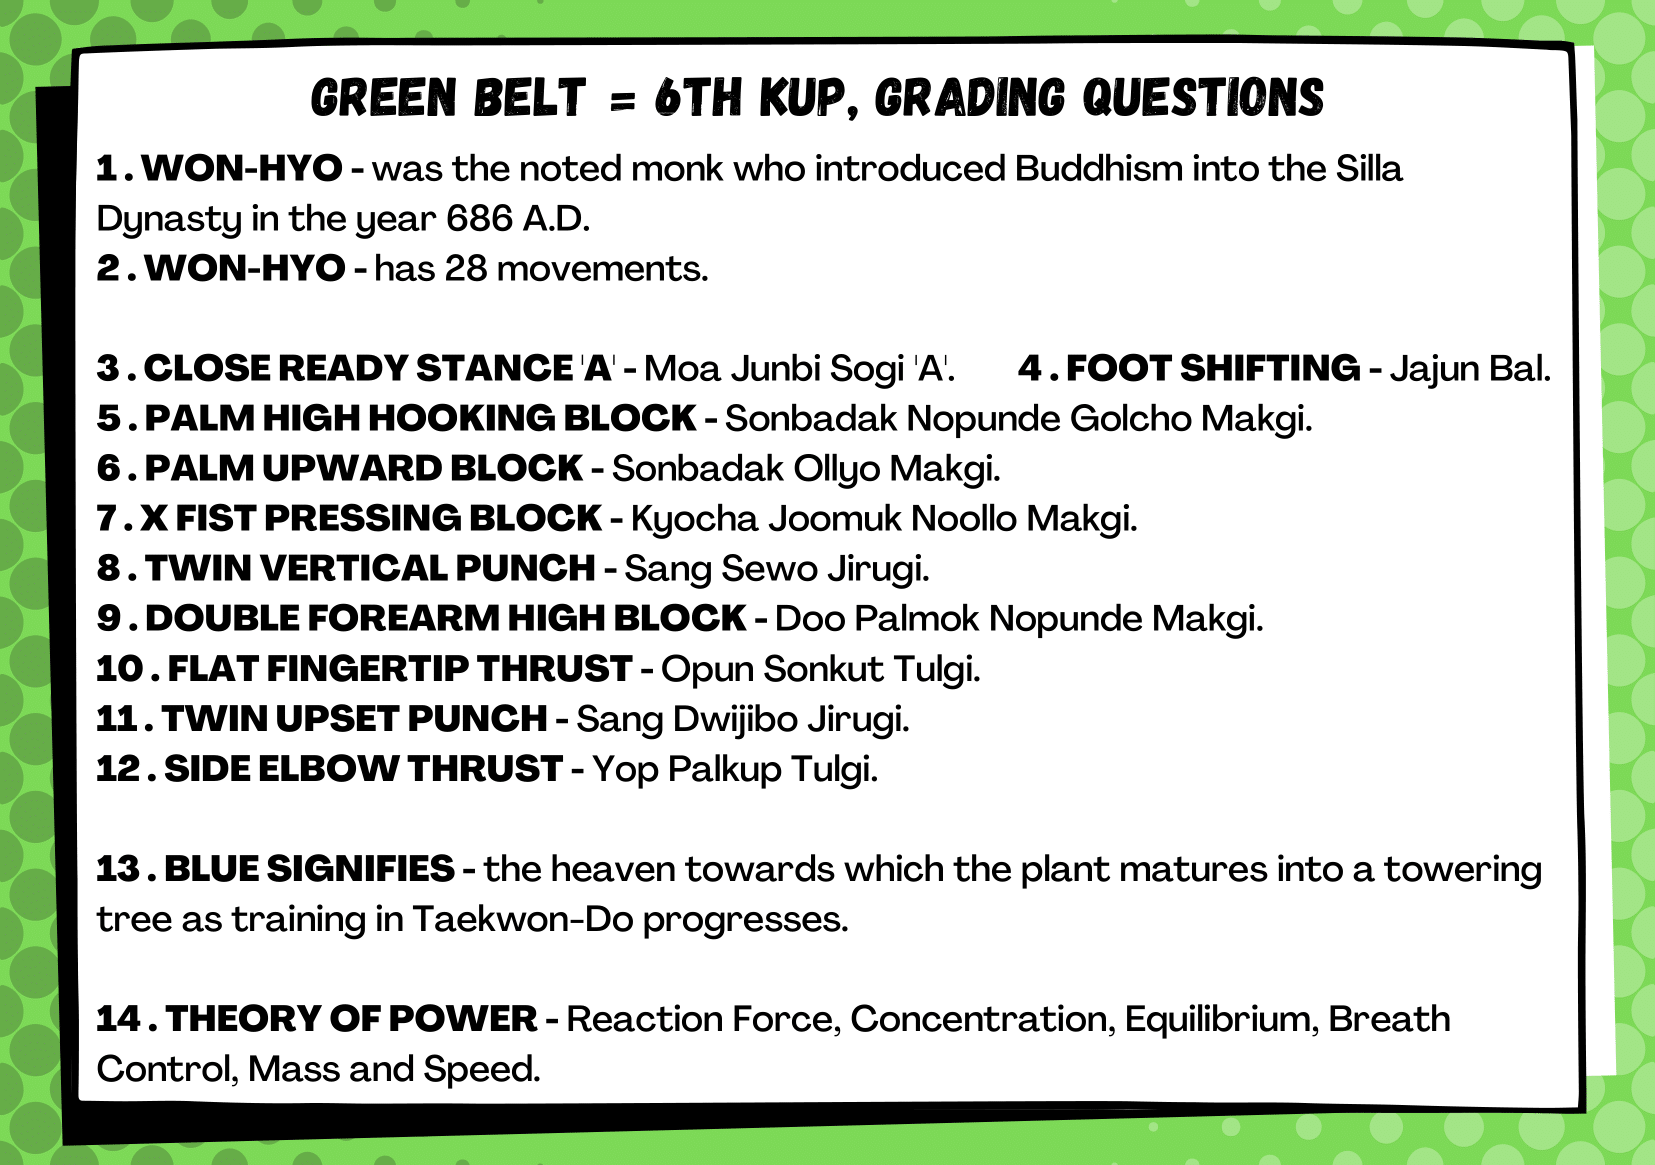 GREEN BELT = 6TH KUP, GRADING QUESTIONS
1 . WON-HYO - was the noted monk who introduced Buddhism into the Silla
Dynasty in the year 686 A.D.
2 . WON-HYO - has 28 movements.
3 . CLOSE READY STANCE 'A' - Moa Junbi Sogi 'A'. 4 . FOOT SHIFTING - Jajun Bal.
5 . PALM HIGH HOOKING BLOCK - Sonbadak Nopunde Golcho Makgi.
6 . PALM UPWARD BLOCK - Sonbadak Ollyo Makgi.
7 . X FIST PRESSING BLOCK - Kyocha Joomuk Noollo Makgi.
8 . TWIN VERTICAL PUNCH - Sang Sewo Jirugi.
9 . DOUBLE FOREARM HIGH BLOCK - Doo Palmok Nopunde Makgi.
10 . FLAT FINGERTIP THRUST - Opun Sonkut Tulgi.
11 . TWIN UPSET PUNCH - Sang Dwijibo Jirugi.
12 . SIDE ELBOW THRUST - Yop Palkup Tulgi.
13 . BLUE SIGNIFIES - the heaven towards which the plant matures into a towering
tree as training in Taekwon-Do progresses.
14 . THEORY OF POWER - Reaction Force, Concentration, Equilibrium, Breath
Control, Mass and Speed.